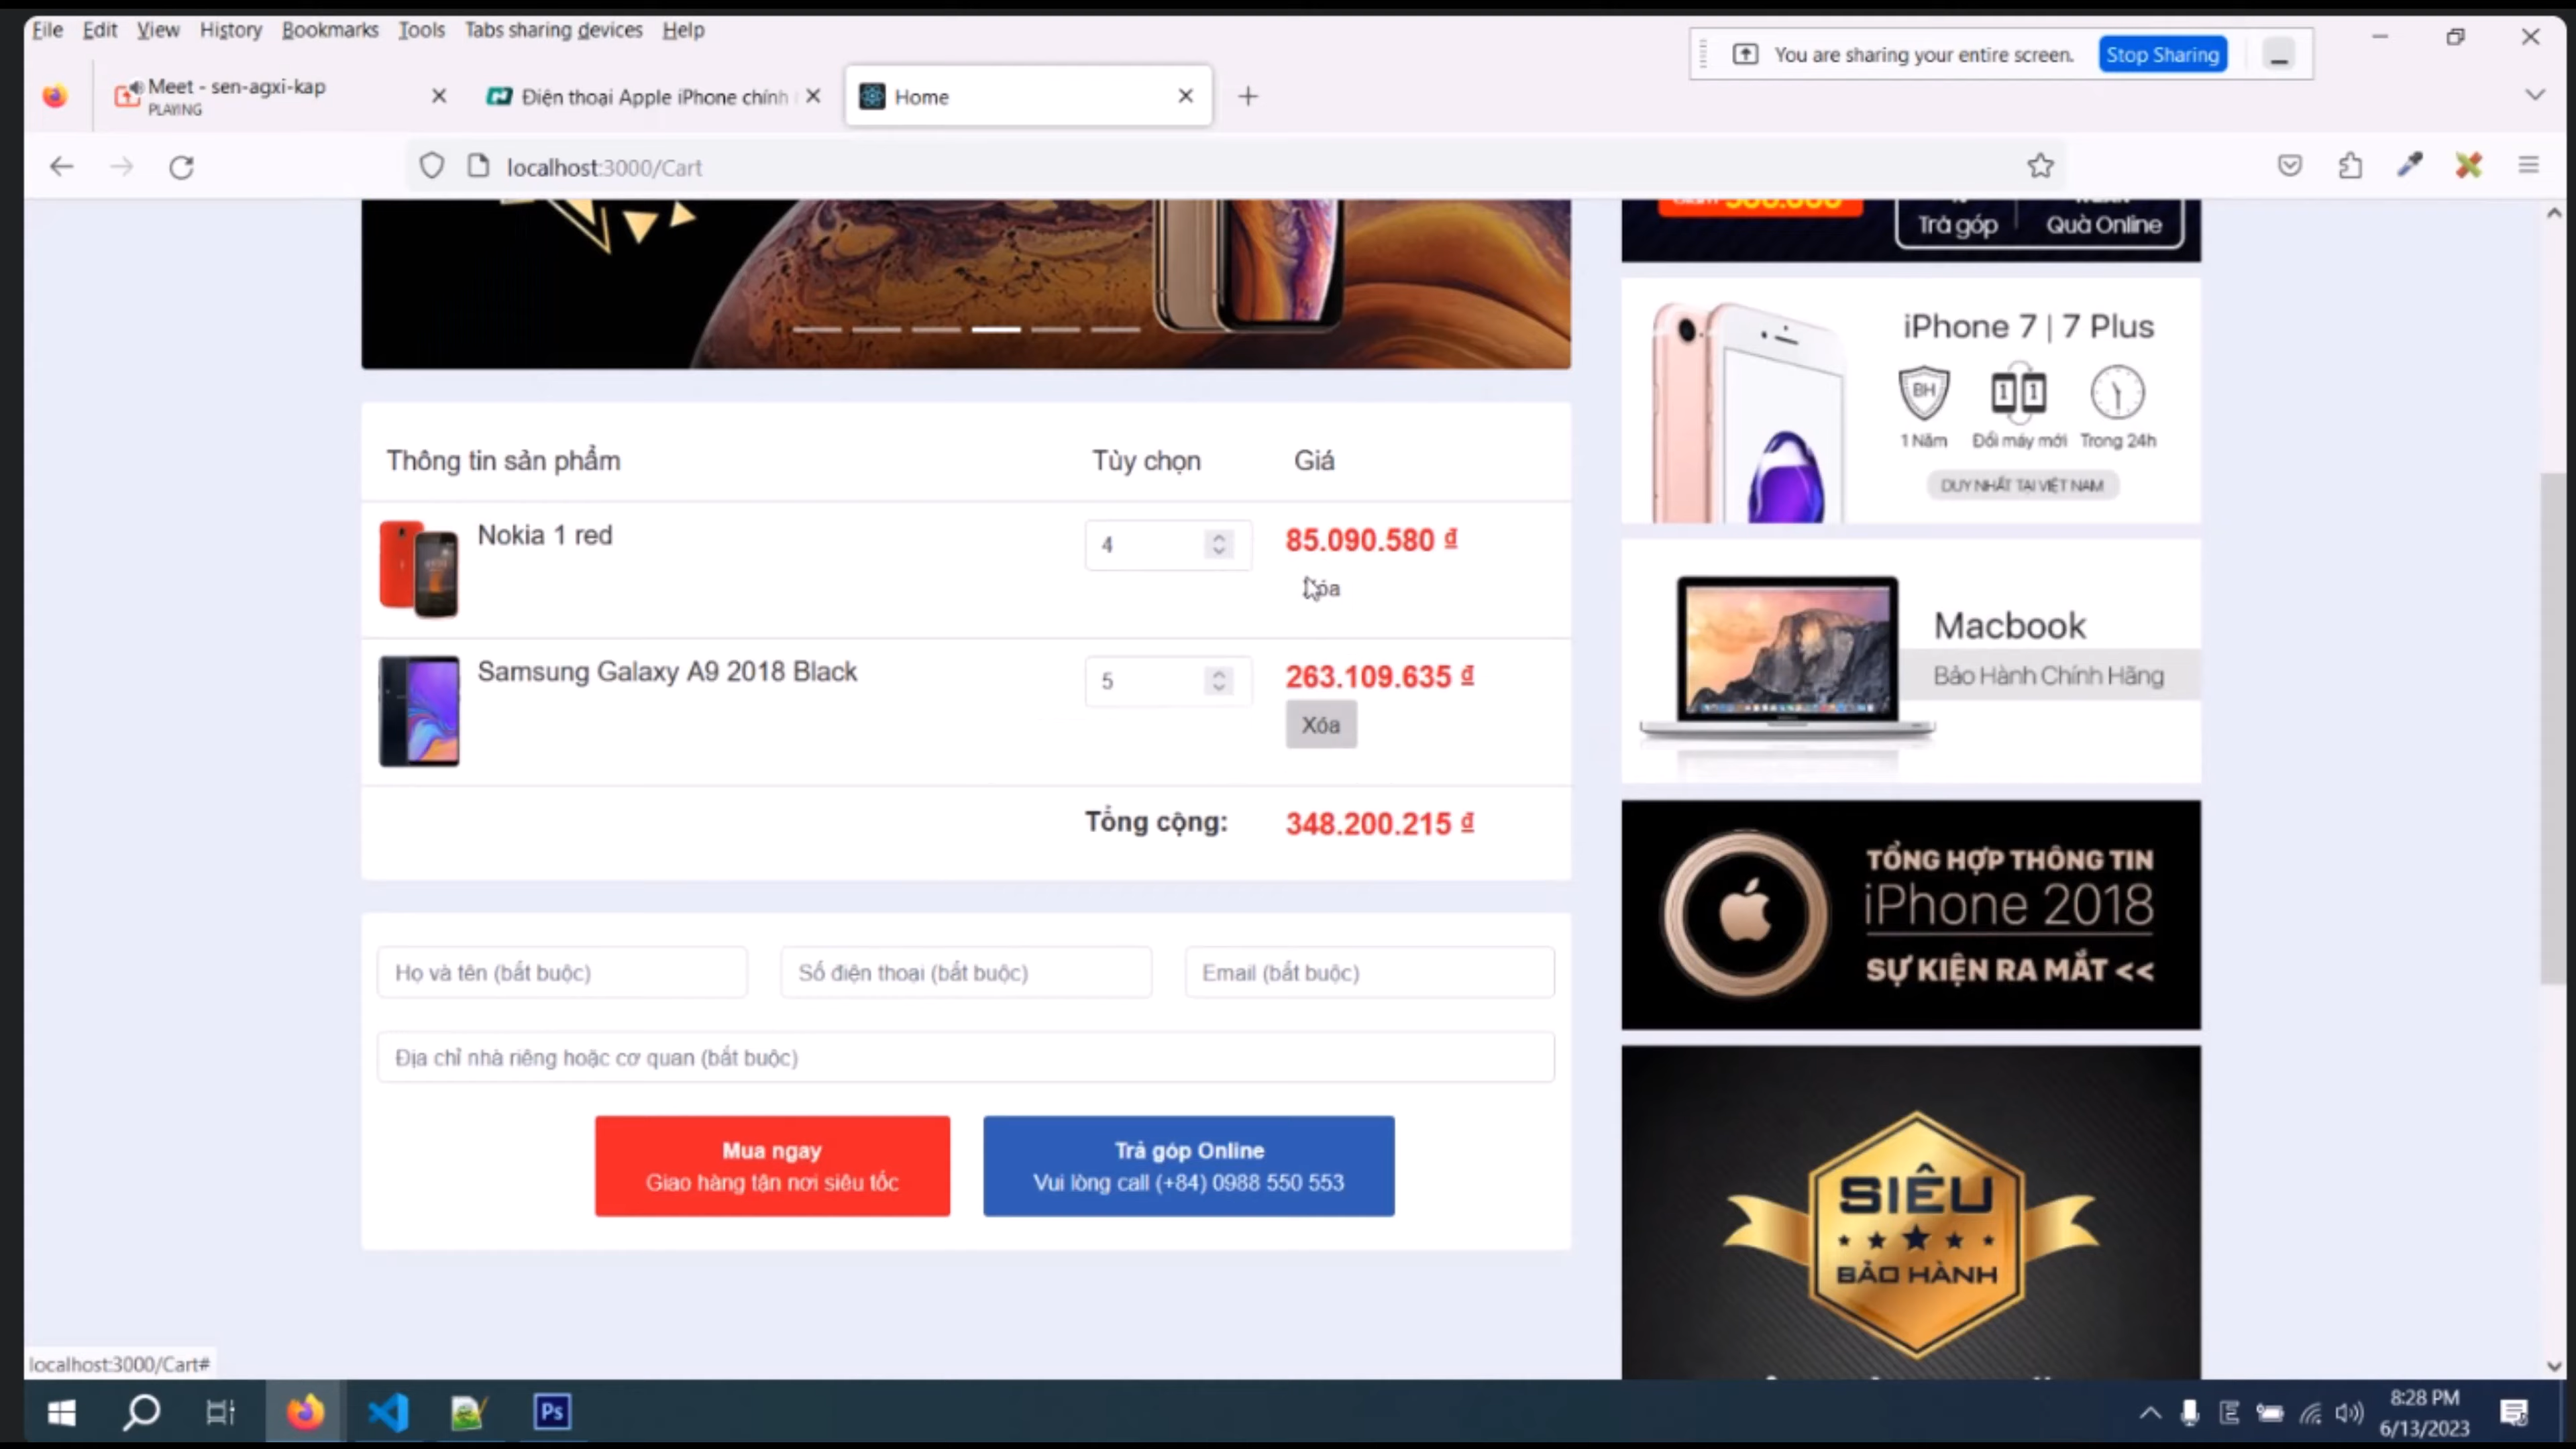 File Edit View History Bookmarks Tools Tabs sharing devices Help
You are sharing your entire screen. Stop Sharing
Meet - sen-agxi-kap
PLAYING
Điện thoại Apple iPhone chính
Home
localhost:3000/Cart
Trả góp Quà Online
iPhone 7 | 7 Plus
BH 1 1
1 Năm Đổi máy mới Trong 24h
DUY NHẤT TẠI VIỆT NAM
Thông tin sản phẩm Tùy chọn Giá
Nokia 1 red 4 85.090.580 ₫
Samsung Galaxy A9 2018 Black 5 263.109.635 ₫
Xóa
Tổng cộng: 348.200.215 ₫
Macbook
Bảo Hành Chính Hãng
TỔNG HỢP THÔNG TIN
iPhone 2018
SỰ KIỆN RA MẮT <<
Họ và tên (bắt buộc) Số điện thoại (bắt buộc) Email (bắt buộc)
Địa chỉ nhà riêng hoặc cơ quan (bắt buộc)
Mua ngay
Giao hàng tận nơi siêu tốc
Trả góp Online
Vui lòng call (+84) 0988 550 553
SIÊU
BẢO HÀNH
localhost:3000/Cart#
Ps
8:28 PM
6/13/2023